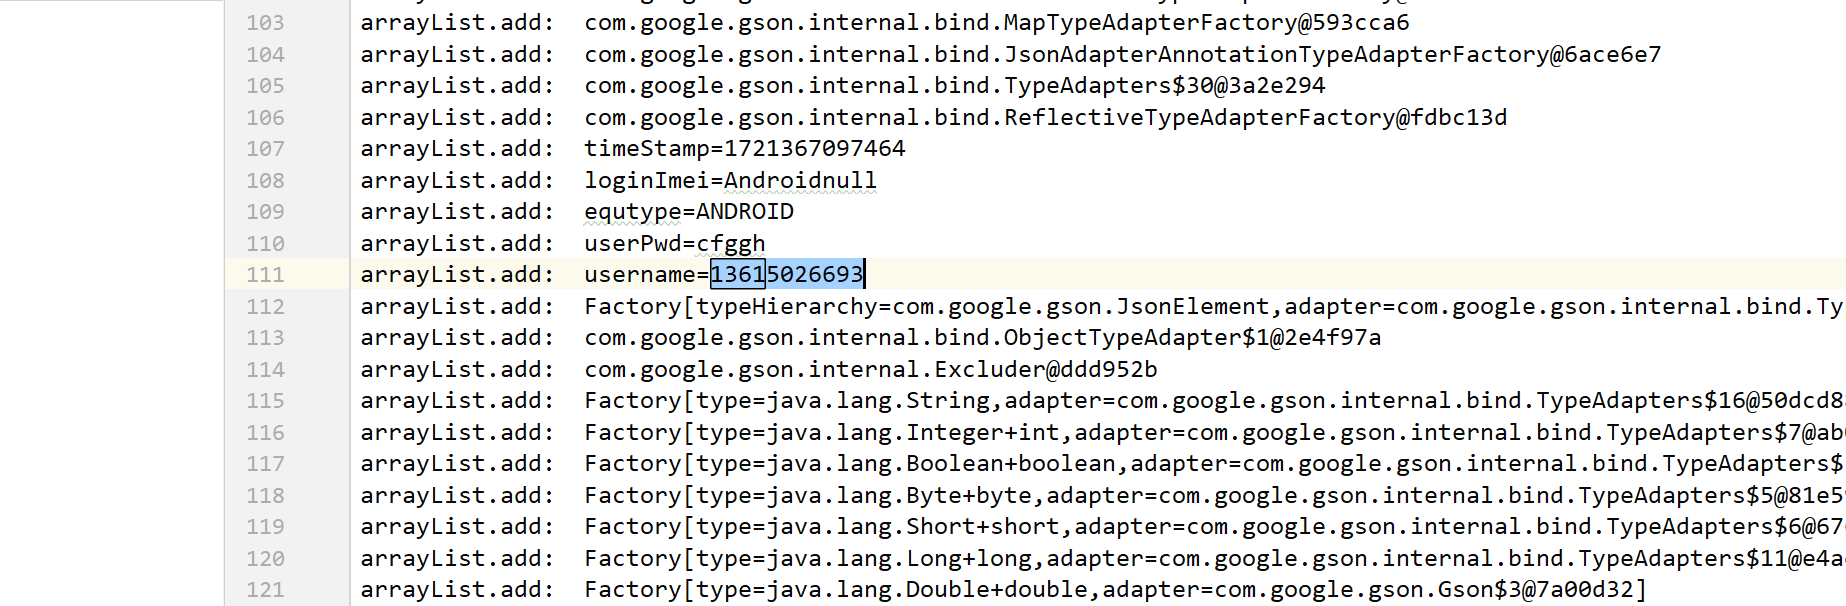 103 arrayList.add: com.google.gson.internal.bind.MapTypeAdapterFactory@593cca6
104 arrayList.add: com.google.gson.internal.bind.JsonAdapterAnnotationTypeAdapterFactory@6ace6e7
105 arrayList.add: com.google.gson.internal.bind.TypeAdapters$30@3a2e294
106 arrayList.add: com.google.gson.internal.bind.ReflectiveTypeAdapterFactory@fdbc13d
107 arrayList.add: timeStamp=1721367097464
108 arrayList.add: loginImei=Androidnull
109 arrayList.add: equtype=ANDROID
110 arrayList.add: userPwd=cfggh
111 arrayList.add: username=13615026693
112 arrayList.add: Factory[typeHierarchy=com.google.gson.JsonElement,adapter=com.google.gson.internal.bind.Ty
113 arrayList.add: com.google.gson.internal.bind.ObjectTypeAdapter$1@2e4f97a
114 arrayList.add: com.google.gson.internal.Excluder@ddd952b
115 arrayList.add: Factory[type=java.lang.String,adapter=com.google.gson.internal.bind.TypeAdapters$16@50dcd8
116 arrayList.add: Factory[type=java.lang.Integer+int,adapter=com.google.gson.internal.bind.TypeAdapters$7@ab
117 arrayList.add: Factory[type=java.lang.Boolean+boolean,adapter=com.google.gson.internal.bind.TypeAdapters$
118 arrayList.add: Factory[type=java.lang.Byte+byte,adapter=com.google.gson.internal.bind.TypeAdapters$5@81e5
119 arrayList.add: Factory[type=java.lang.Short+short,adapter=com.google.gson.internal.bind.TypeAdapters$6@67
120 arrayList.add: Factory[type=java.lang.Long+long,adapter=com.google.gson.internal.bind.TypeAdapters$11@e4a
121 arrayList.add: Factory[type=java.lang.Double+double,adapter=com.google.gson.Gson$3@7a00d32]